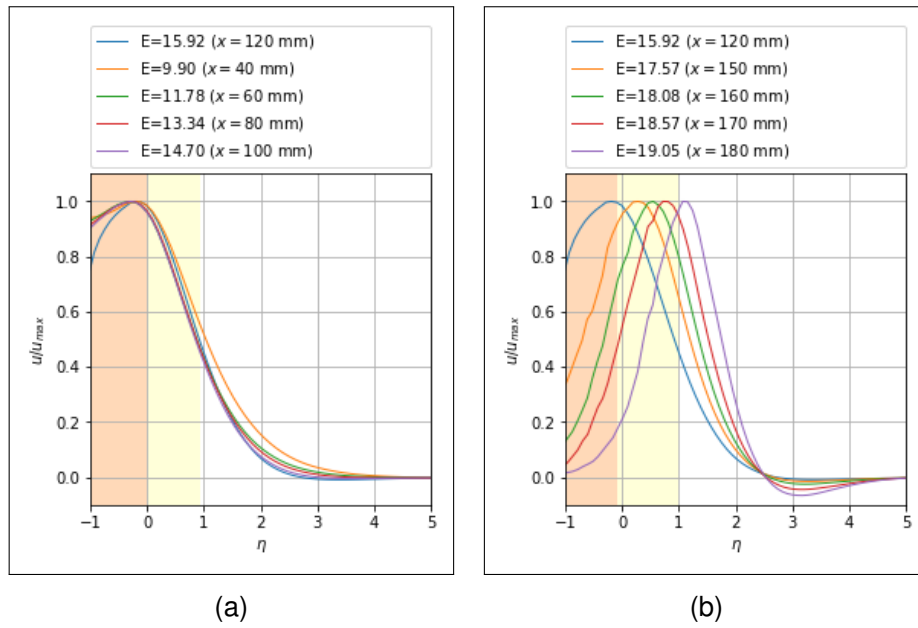 E=15.92 (x = 120 mm)
E=9.90 (x = 40 mm)
E=11.78 (x = 60 mm)
E=13.34 (x = 80 mm)
E=14.70 (x = 100 mm)
1.0
0.8
0.6
0.4
0.2
0.0
u/u_max
−1 0 1 2 3 4 5
η
(a)
E=15.92 (x = 120 mm)
E=17.57 (x = 150 mm)
E=18.08 (x = 160 mm)
E=18.57 (x = 170 mm)
E=19.05 (x = 180 mm)
1.0
0.8
0.6
0.4
0.2
0.0
u/u_max
−1 0 1 2 3 4 5
η
(b)